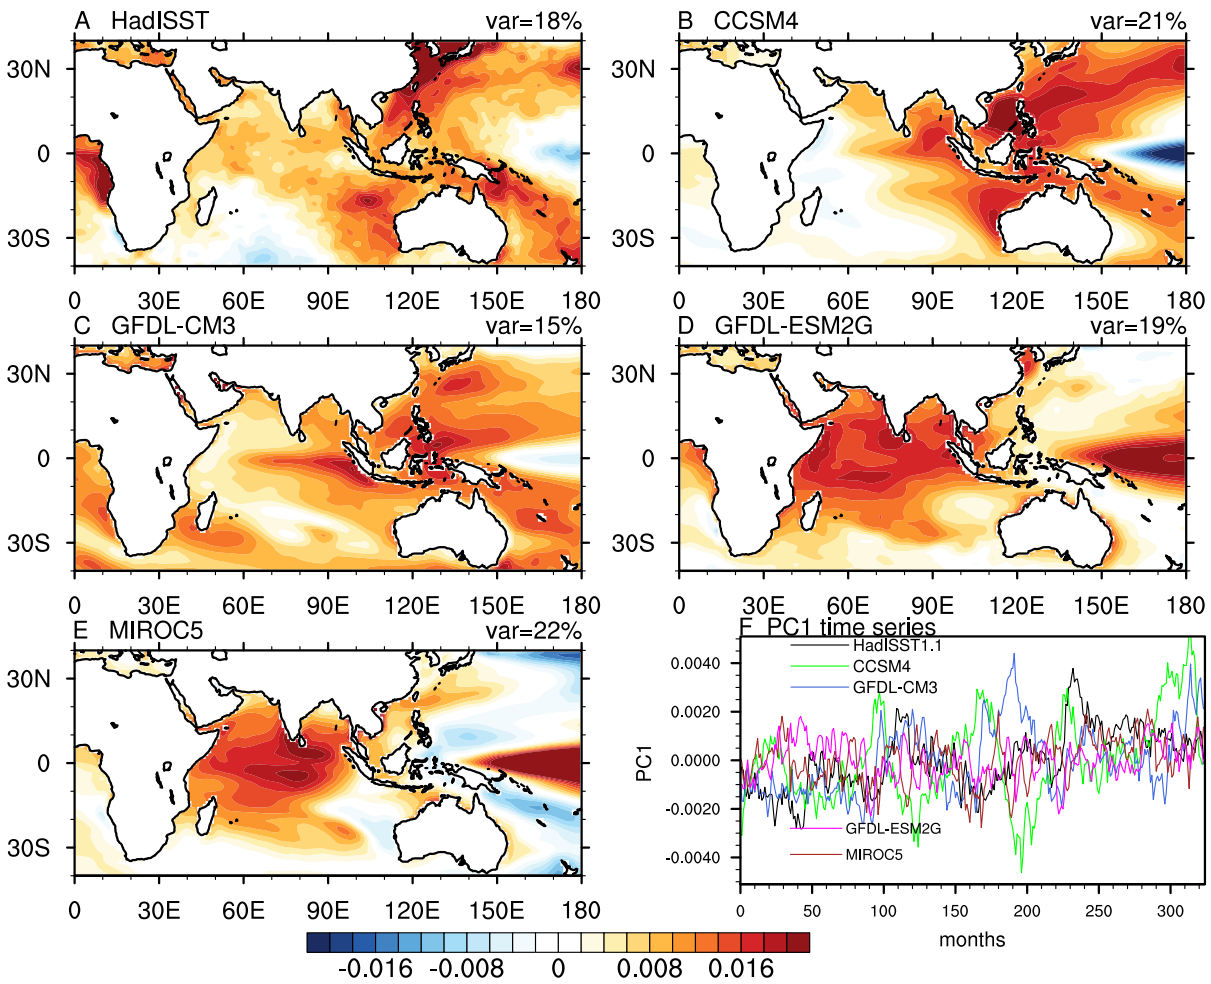 A HadISST var=18%
B CCSM4 var=21%
30N
0
30S
30N
0
30S
0 30E 60E 90E 120E 150E 180
0 30E 60E 90E 120E 150E 180
C GFDL-CM3 var=15%
D GFDL-ESM2G var=19%
30N
0
30S
30N
0
30S
0 30E 60E 90E 120E 150E 180
0 30E 60E 90E 120E 150E 180
E MIROC5 var=22%
30N
0
30S
0 30E 60E 90E 120E 150E 180
F PC1 time series
HadISST1.1
CCSM4
GFDL-CM3
GFDL-ESM2G
MIROC5
PC1
0.0040
0.0020
0.0000
-0.0020
-0.0040
0 50 100 150 200 250 300
months
-0.016 -0.008 0 0.008 0.016